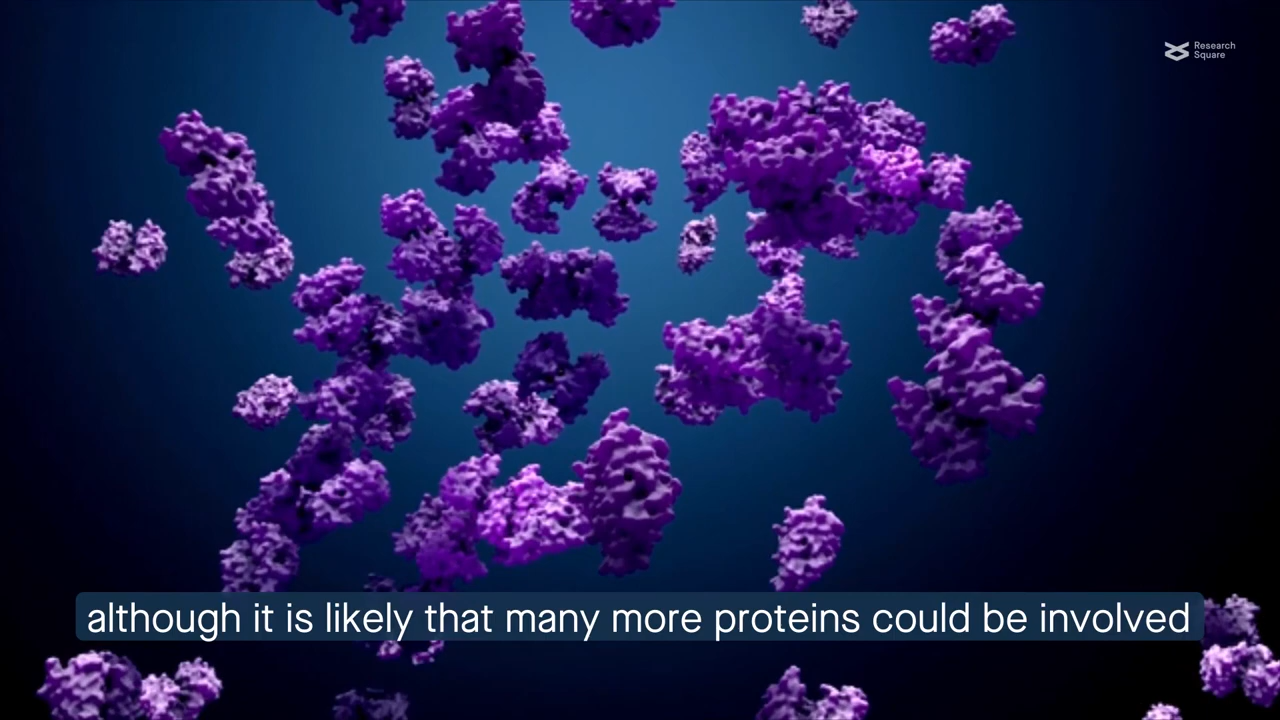 Research
Square
although it is likely that many more proteins could be involved